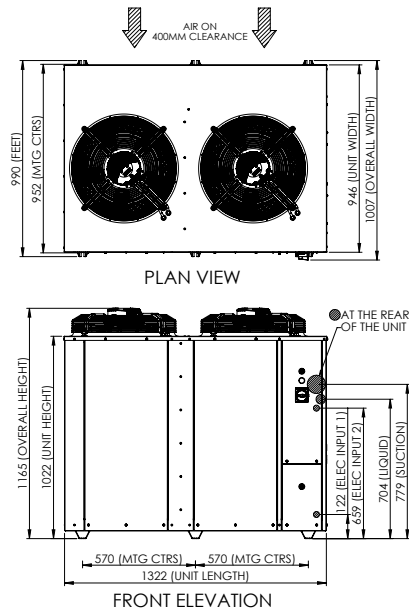 AIR ON
400MM CLEARANCE
990 (FEET)
952 (MTG CTRS)
946 (UNIT WIDTH)
1007 (OVERALL WIDTH)
PLAN VIEW
AT THE REAR
OF THE UNIT
1165 (OVERALL HEIGHT)
1022 (UNIT HEIGHT)
122 (ELEC INPUT 1)
659 (ELEC INPUT 2)
704 (LIQUID)
779 (SUCTION)
570 (MTG CTRS)
570 (MTG CTRS)
1322 (UNIT LENGTH)
FRONT ELEVATION